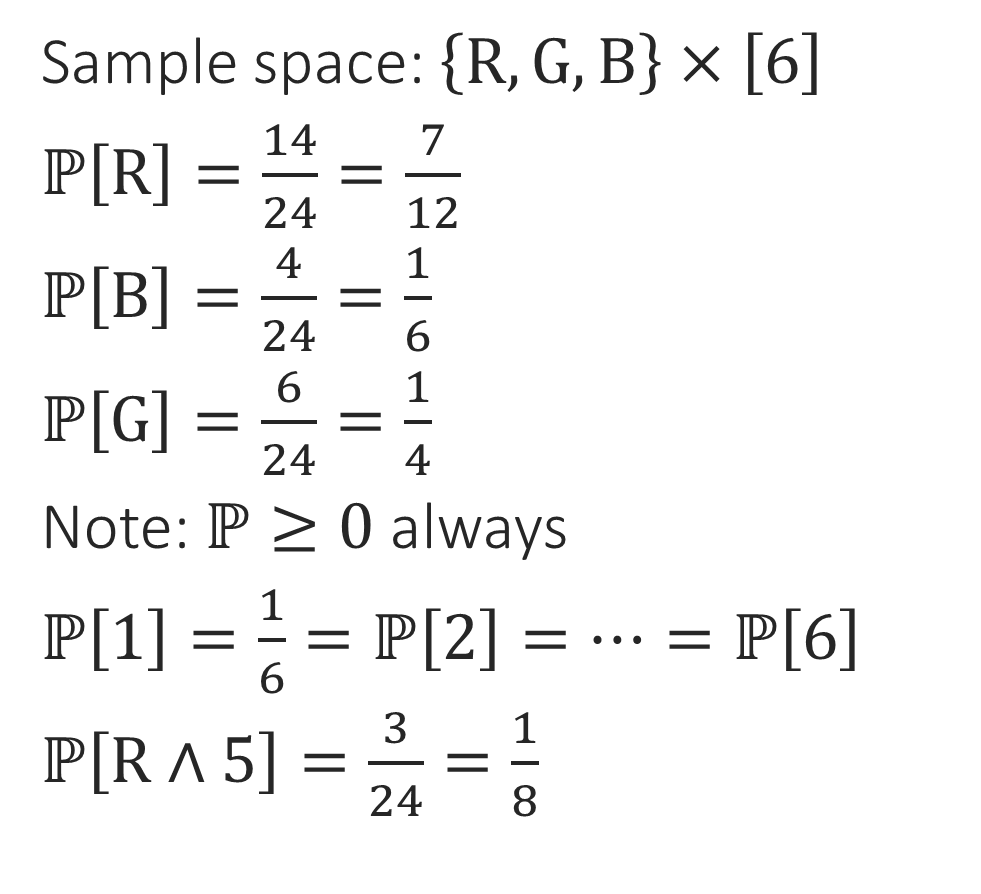 Sample space: {R, G, B} × [6]
ℙ[R] = 14/24 = 7/12
ℙ[B] = 4/24 = 1/6
ℙ[G] = 6/24 = 1/4
Note: ℙ ≥ 0 always
ℙ[1] = 1/6 = ℙ[2] = ⋯ = ℙ[6]
ℙ[R ∧ 5] = 3/24 = 1/8